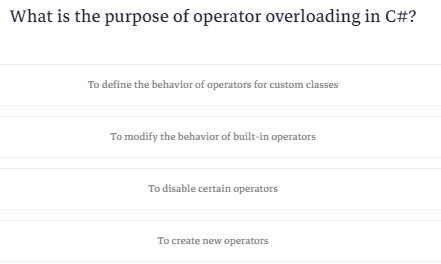 What is the purpose of operator overloading in C#?
To define the behavior of operators for custom classes
To modify the behavior of built-in operators
To disable certain operators
To create new operators